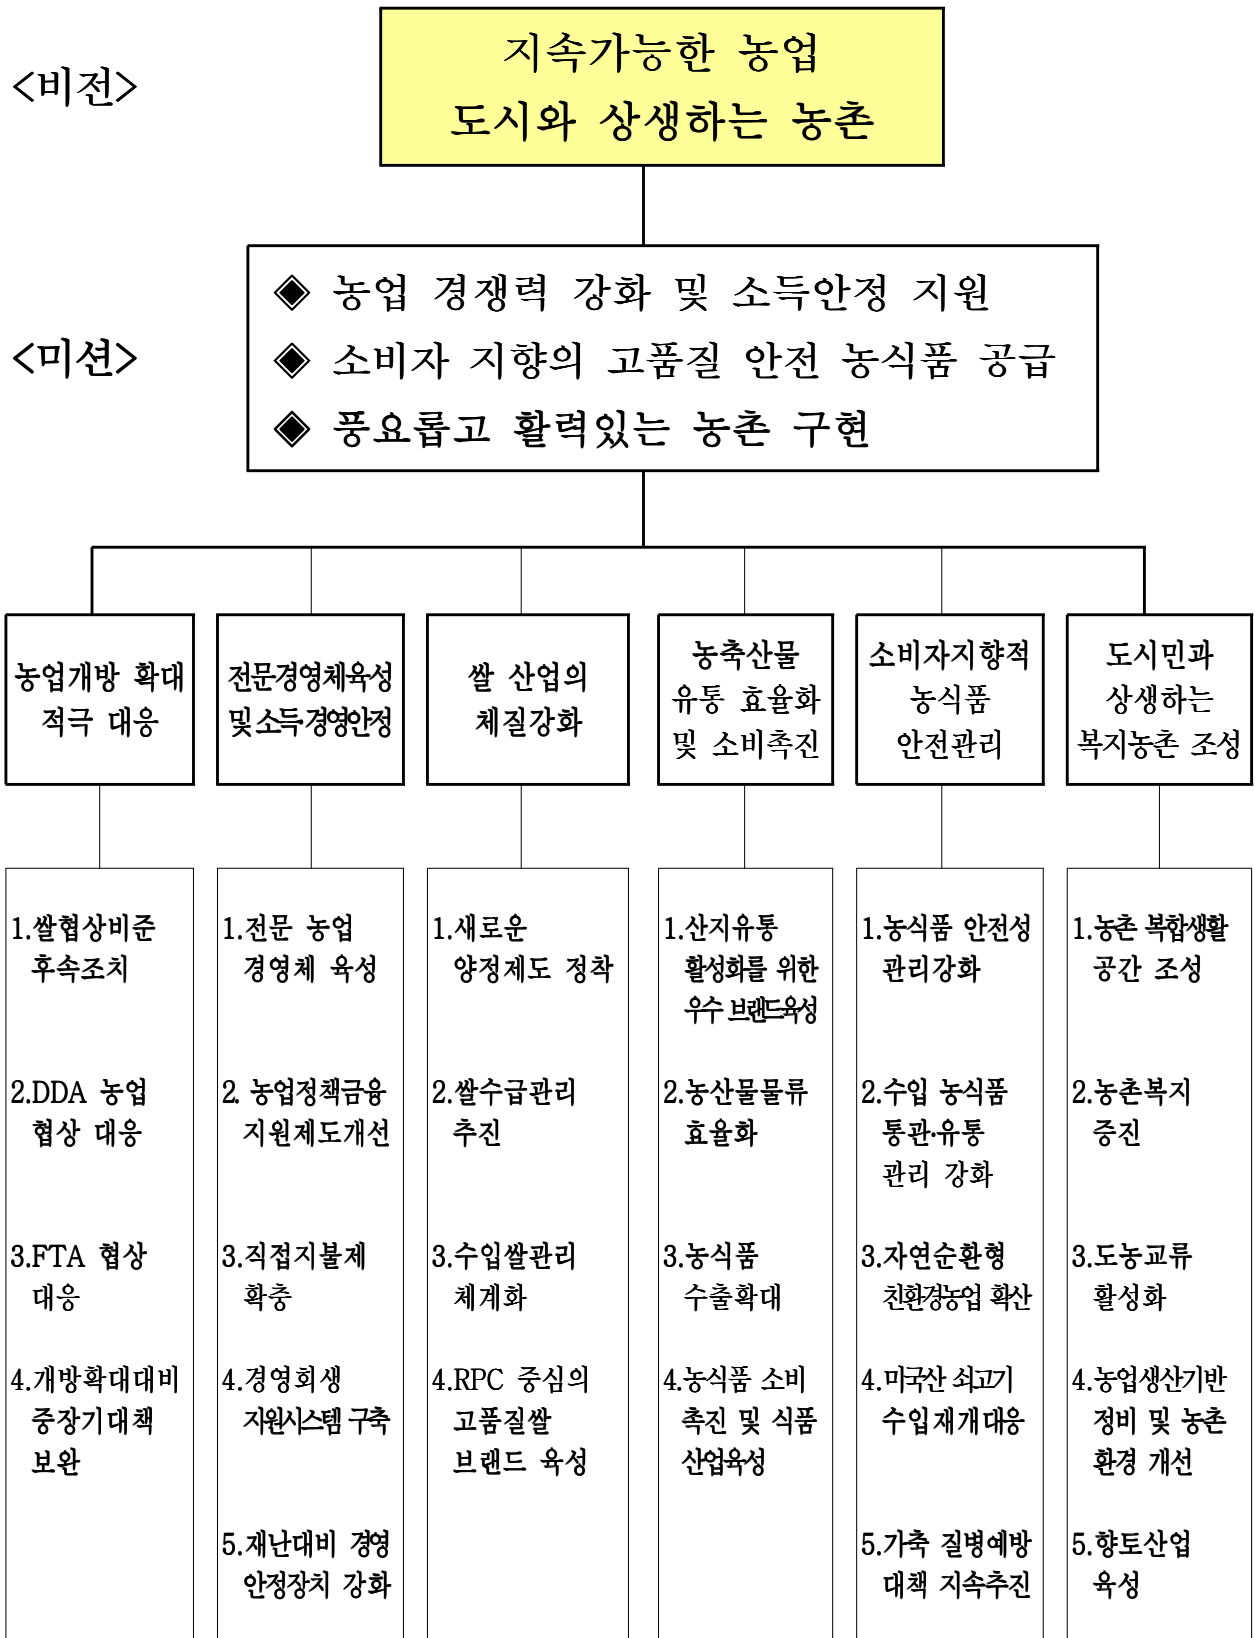 <비전>
지속가능한 농업
도시와 상생하는 농촌
<미션>
◈ 농업 경쟁력 강화 및 소득안정 지원
◈ 소비자 지향의 고품질 안전 농식품 공급
◈ 풍요롭고 활력있는 농촌 구현
농업개방 확대
적극 대응
전문경영체육성
및 소득·경영안정
쌀 산업의
체질강화
농축산물
유통 효율화
및 소비촉진
소비자지향적
농식품
안전관리
도시민과
상생하는
복지농촌 조성
1.쌀협상비준
후속조치
2.DDA 농업
협상 대응
3.FTA 협상
대응
4.개방확대대비
중장기대책
보완
1.전문 농업
경영체 육성
2. 농업정책금융
지원제도개선
3.직접지불제
확충
4.경영회생
지원시스템 구축
5.재난대비 경영
안정장치 강화
1.새로운
양정제도 정착
2.쌀수급관리
추진
3.수입쌀관리
체계화
4.RPC 중심의
고품질쌀
브랜드 육성
1.산지유통
활성화를 위한
우수 브랜드육성
2.농산물물류
효율화
3.농식품
수출확대
4.농식품 소비
촉진 및 식품
산업육성
1.농식품 안전성
관리강화
2.수입 농식품
통관·유통
관리 강화
3.자연순환형
친환경농업 확산
4.미국산 쇠고기
수입재개대응
5.가축 질병예방
대책 지속추진
1.농촌 복합생활
공간 조성
2.농촌복지
증진
3.도농교류
활성화
4.농업생산기반
정비 및 농촌
환경 개선
5.향토산업
육성